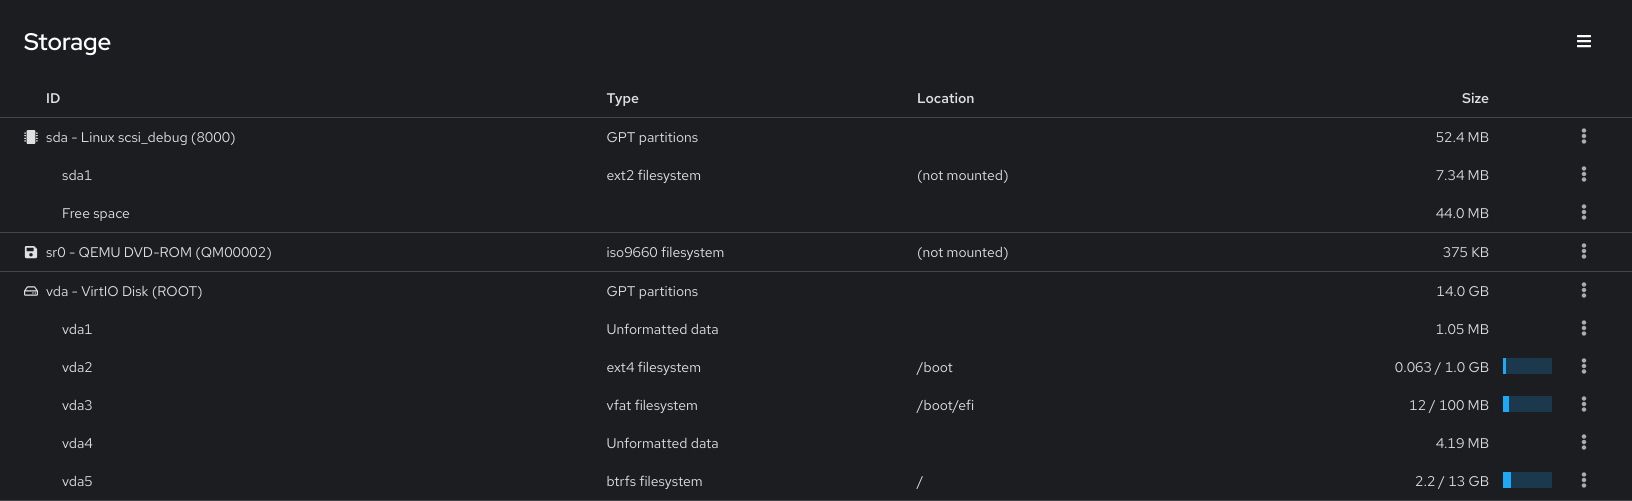 Storage
ID Type Location Size
sda - Linux scsi_debug (8000) GPT partitions 52.4 MB
sda1 ext2 filesystem (not mounted) 7.34 MB
Free space 44.0 MB
sr0 - QEMU DVD-ROM (QM00002) iso9660 filesystem (not mounted) 375 KB
vda - VirtIO Disk (ROOT) GPT partitions 14.0 GB
vda1 Unformatted data 1.05 MB
vda2 ext4 filesystem /boot 0.063 / 1.0 GB
vda3 vfat filesystem /boot/efi 12 / 100 MB
vda4 Unformatted data 4.19 MB
vda5 btrfs filesystem / 2.2 / 13 GB